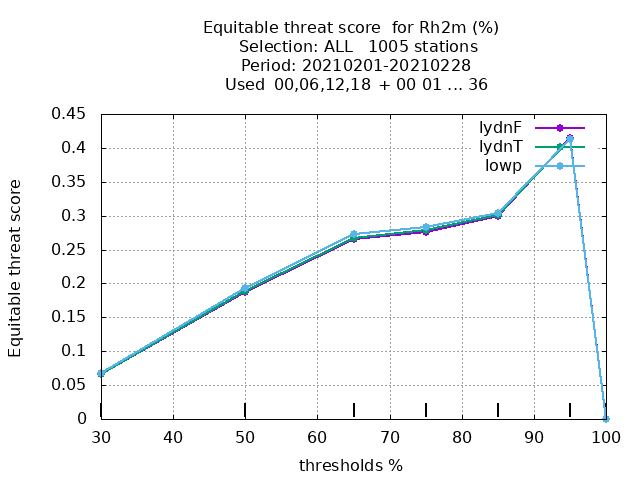 Equitable threat score  for Rh2m (%)
Selection: ALL   1005 stations
Period: 20210201-20210228
Used  00,06,12,18  + 00 01 ... 36
0.45
0.4
0.35
0.3
0.25
0.2
0.15
0.1
0.05
0
Equitable threat score
lydnF
lydnT
lowp
30 40 50 60 70 80 90 100
thresholds %